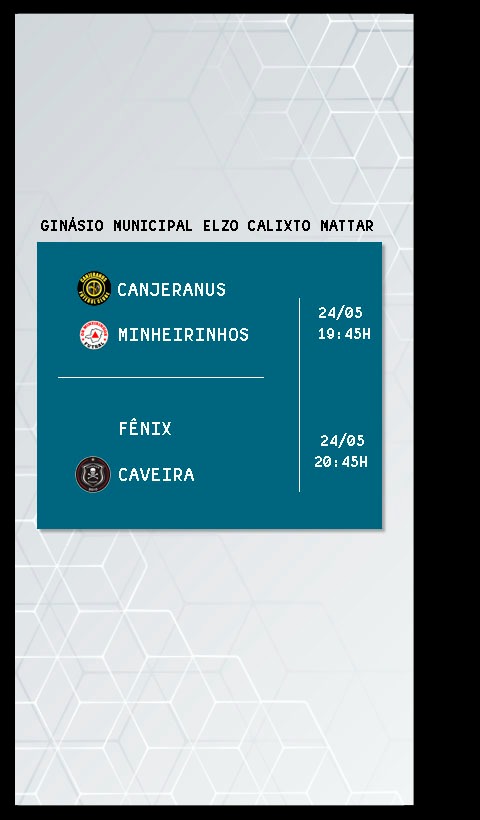 GINÁSIO MUNICIPAL ELZO CALIXTO MATTAR
CANJERANUS
MINHEIRINHOS
24/05
19:45H
FÊNIX
CAVEIRA
24/05
20:45H